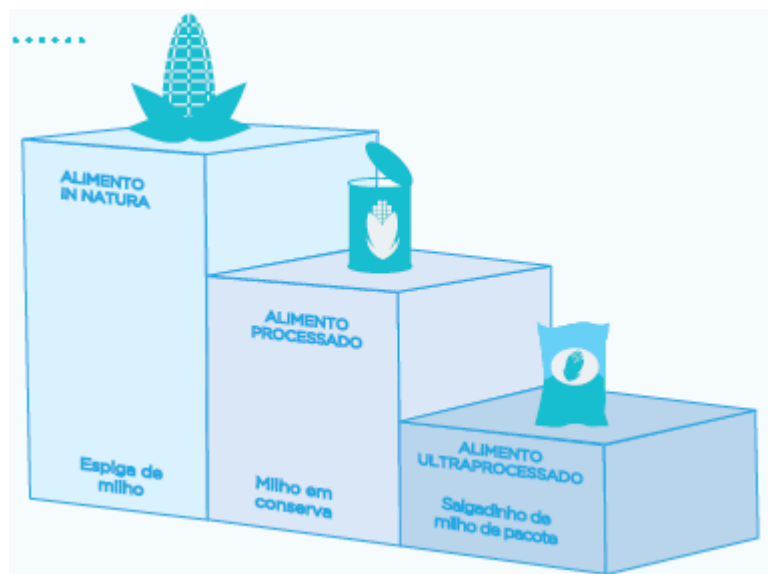 ALIMENTO
IN NATURA
Espiga de
milho
ALIMENTO
PROCESSADO
Milho em
conserva
ALIMENTO
ULTRAPROCESSADO
Salgadinho de
milho de pacote